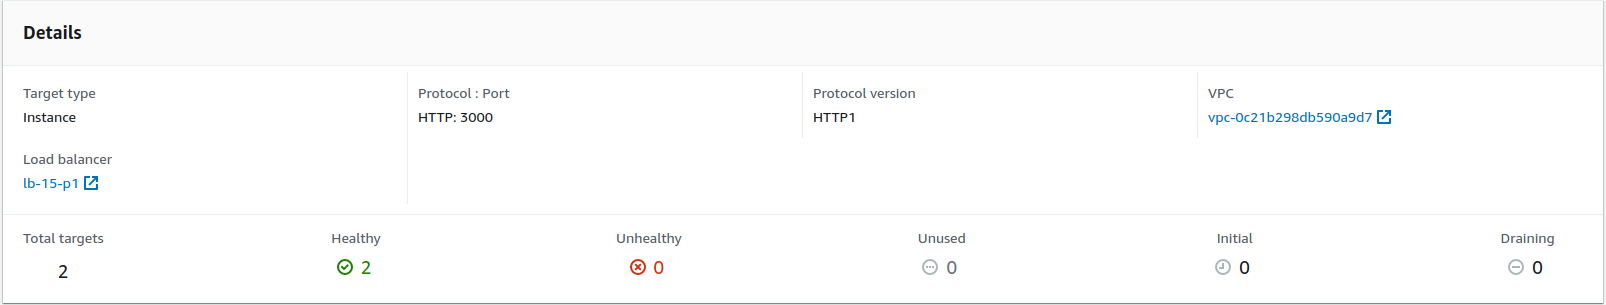 Details
Target type
Instance
Protocol : Port
HTTP: 3000
Protocol version
HTTP1
VPC
vpc-0c21b298db590a9d7
Load balancer
lb-15-p1
Total targets
2
Healthy
2
Unhealthy
0
Unused
0
Initial
0
Draining
0